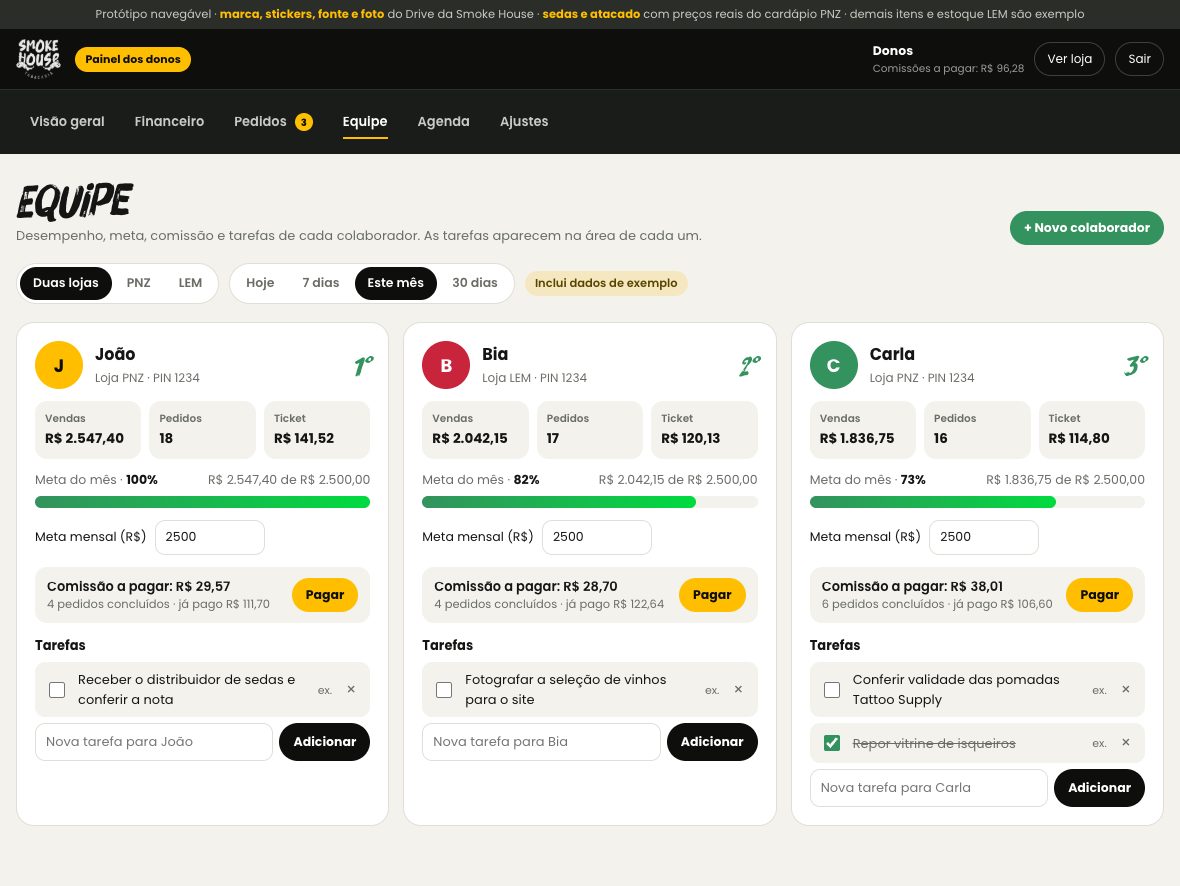 Protótipo navegável · marca, stickers, fonte e foto do Drive da Smoke House · sedas e atacado com preços reais do cardápio PNZ · demais itens e estoque LEM são exemplo
SMOKE HOUSE
Painel dos donos
Donos
Comissões a pagar: R$ 96,28
Ver loja
Sair
Visão geral
Financeiro
Pedidos 3
Equipe
Agenda
Ajustes
EQUIPE
Desempenho, meta, comissão e tarefas de cada colaborador. As tarefas aparecem na área de cada um.
+ Novo colaborador
Duas lojas
PNZ
LEM
Hoje
7 dias
Este mês
30 dias
Inclui dados de exemplo
J
João
Loja PNZ · PIN 1234
1º
Vendas
R$ 2.547,40
Pedidos
18
Ticket
R$ 141,52
Meta do mês · 100%
R$ 2.547,40 de R$ 2.500,00
Meta mensal (R$)
2500
Comissão a pagar: R$ 29,57
4 pedidos concluídos · já pago R$ 111,70
Pagar
Tarefas
Receber o distribuidor de sedas e
conferir a nota
ex.
×
Nova tarefa para João
Adicionar
B
Bia
Loja LEM · PIN 1234
2º
Vendas
R$ 2.042,15
Pedidos
17
Ticket
R$ 120,13
Meta do mês · 82%
R$ 2.042,15 de R$ 2.500,00
Meta mensal (R$)
2500
Comissão a pagar: R$ 28,70
4 pedidos concluídos · já pago R$ 122,64
Pagar
Tarefas
Fotografar a seleção de vinhos
para o site
ex.
×
Nova tarefa para Bia
Adicionar
C
Carla
Loja PNZ · PIN 1234
3º
Vendas
R$ 1.836,75
Pedidos
16
Ticket
R$ 114,80
Meta do mês · 73%
R$ 1.836,75 de R$ 2.500,00
Meta mensal (R$)
2500
Comissão a pagar: R$ 38,01
6 pedidos concluídos · já pago R$ 106,60
Pagar
Tarefas
Conferir validade das pomadas
Tattoo Supply
ex.
×
Repor vitrine de isqueiros
ex.
×
Nova tarefa para Carla
Adicionar